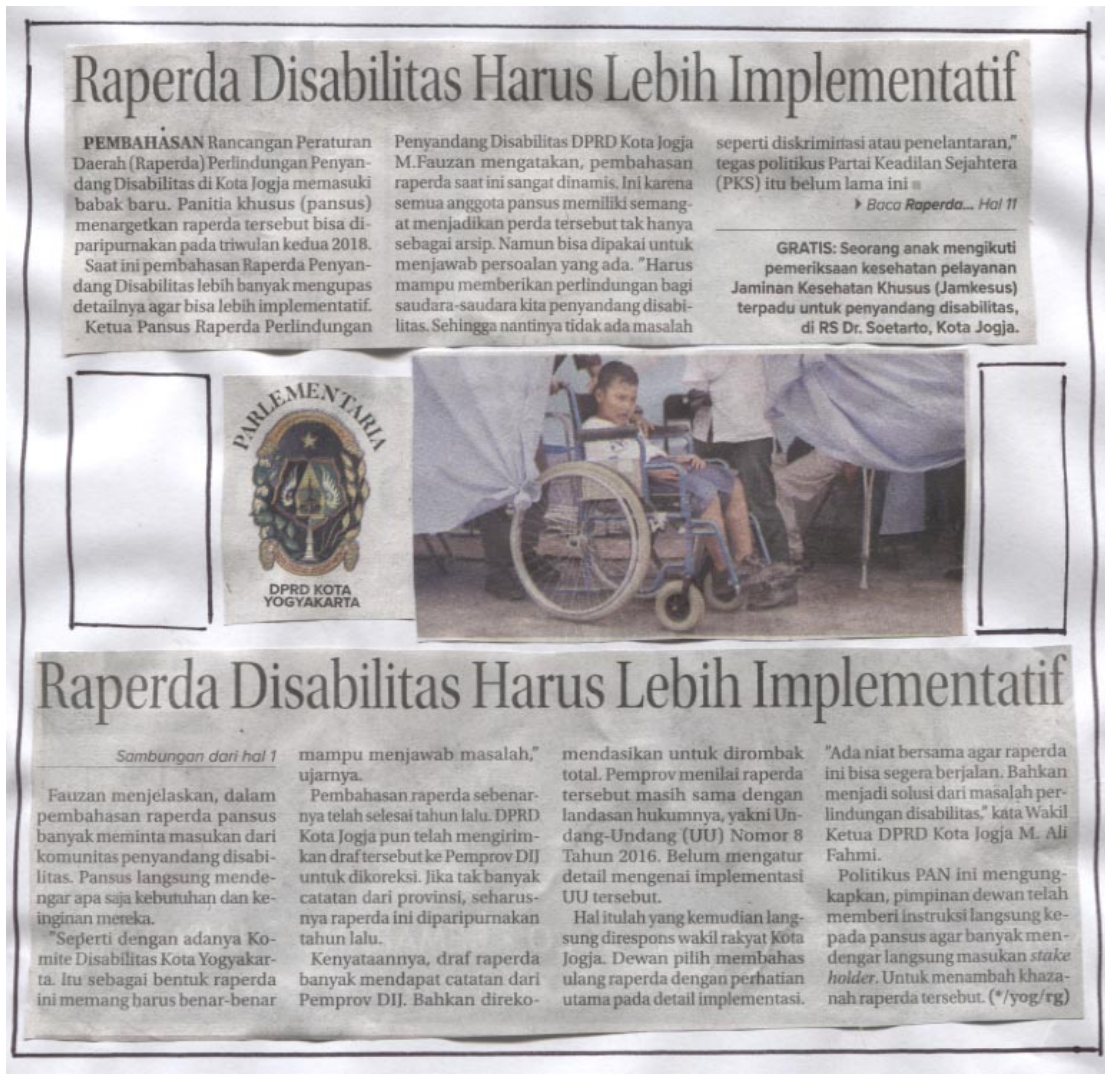 Raperda Disabilitas Harus Lebih Implementatif
PEMBAHASAN Rancangan Peraturan
Daerah (Raperda) Perlindungan Penyan-
dang Disabilitas di Kota Jogja memasuki
babak baru. Panitia khusus (pansus)
menargetkan raperda tersebut bisa di-
paripurnakan pada triwulan kedua 2018.
Saat ini pembahasan Raperda Penyan-
dang Disabilitas lebih banyak mengupas
detailnya agar bisa lebih implementatif.
Ketua Pansus Raperda Perlindungan
Penyandang Disabilitas DPRD Kota Jogja
M.Fauzan mengatakan, pembahasan
raperda saat ini sangat dinamis. Ini karena
semua anggota pansus memiliki semang-
at menjadikan perda tersebut tak hanya
sebagai arsip. Namun bisa dipakai untuk
menjawab persoalan yang ada. "Harus
mampu memberikan perlindungan bagi
saudara-saudara kita penyandang disabi-
litas. Sehingga nantinya tidak ada masalah
seperti diskriminasi atau penelantaran,"
tegas politikus Partai Keadilan Sejahtera
(PKS) itu belum lama ini
Baca Raperda... Hal 11
GRATIS: Seorang anak mengikuti
pemeriksaan kesehatan pelayanan
Jaminan Kesehatan Khusus (Jamkesus)
terpadu untuk penyandang disabilitas,
di RS Dr. Soetarto, Kota Jogja.
PARLEMENTARIA
DPRD KOTA
YOGYAKARTA
Raperda Disabilitas Harus Lebih Implementatif
Sambungan dari hal 1
Fauzan menjelaskan, dalam
pembahasan raperda pansus
banyak meminta masukan dari
komunitas penyandang disabi-
litas. Pansus langsung mende-
ngar apa saja kebutuhan dan ke-
inginan mereka.
"Seperti dengan adanya Ko-
mite Disabilitas Kota Yogyakar-
ta. Itu sebagai bentuk raperda
ini memang harus benar-benar
mampu menjawab masalah,"
ujarnya.
Pembahasan raperda sebenar-
nya telah selesai tahun lalu. DPRD
Kota Jogja pun telah mengirim-
kan draf tersebut ke Pemprov DIJ
untuk dikoreksi. Jika tak banyak
catatan dari provinsi, seharus-
nya raperda ini diparipurnakan
tahun lalu.
Kenyataannya, draf raperda
banyak mendapat catatan dari
Pemprov DIJ. Bahkan direko-
mendasikan untuk dirombak
total. Pemprov menilai raperda
tersebut masih sama dengan
landasan hukumnya, yakni Un-
dang-Undang (UU) Nomor 8
Tahun 2016. Belum mengatur
detail mengenai implementasi
UU tersebut.
Hal itulah yang kemudian lang-
sung direspons wakil rakyat Kota
Jogja. Dewan pilih membahas
ulang raperda dengan perhatian
utama pada detail implementasi.
"Ada niat bersama agar raperda
ini bisa segera berjalan. Bahkan
menjadi solusi dari masalah per-
lindungan disabilitas," kata Wakil
Ketua DPRD Kota Jogja M. Ali
Fahmi.
Politikus PAN ini mengung-
kapkan, pimpinan dewan telah
memberi instruksi langsung ke-
pada pansus agar banyak men-
dengar langsung masukan stake
holder. Untuk menambah khaza-
nah raperda tersebut. (*/yog/rg)